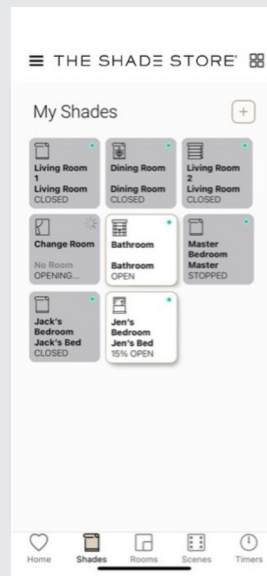 THE SHADE STORE®
My Shades
+
Living Room
1
Living Room
CLOSED
Dining Room
Dining Room
CLOSED
Living Room
2
Living Room
CLOSED
Change Room
No Room
OPENING...
Bathroom
Bathroom
OPEN
Master
Bedroom
Master
STOPPED
Jack's
Bedroom
Jack's Bed
CLOSED
Jen's
Bedroom
Jen's Bed
15% OPEN
Home
Shades
Rooms
Scenes
Timers